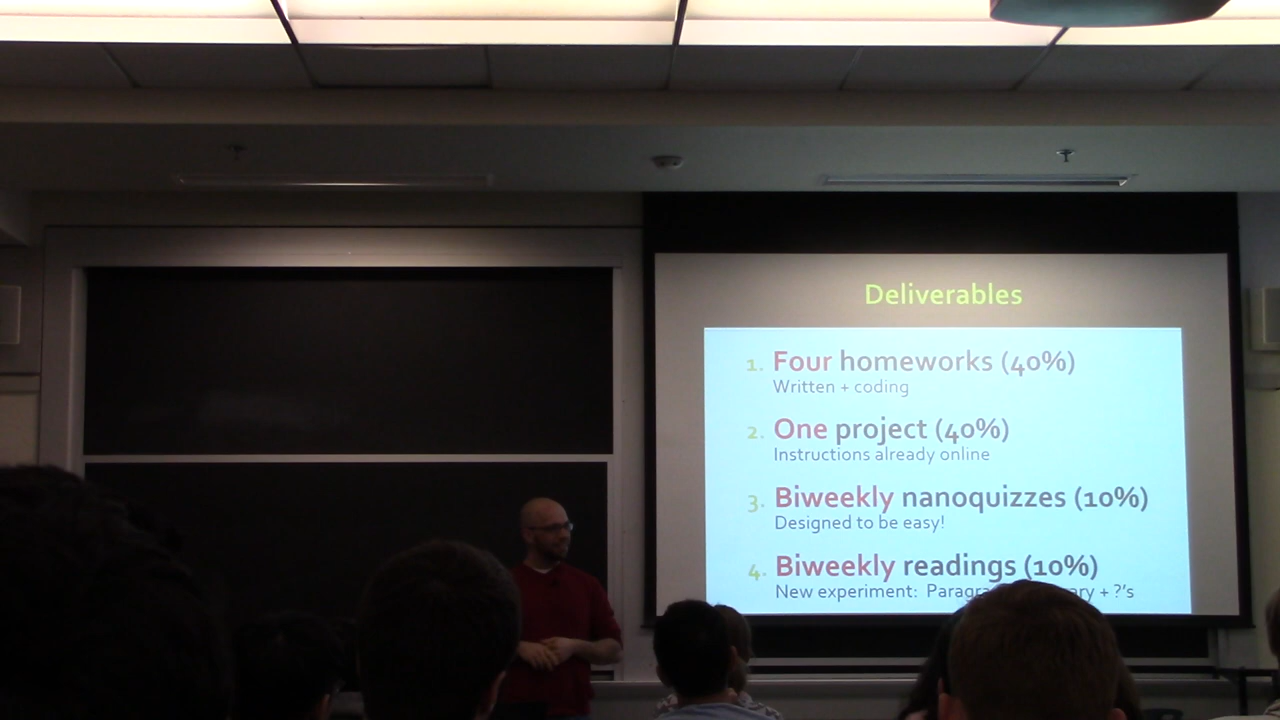 Deliverables
1. Four homeworks (40%)
Written + coding
2. One project (40%)
Instructions already online
3. Biweekly nanoquizzes (10%)
Designed to be easy!
4. Biweekly readings (10%)
New experiment: + ?'s